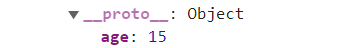 ▼ __proto__: Object
age: 15